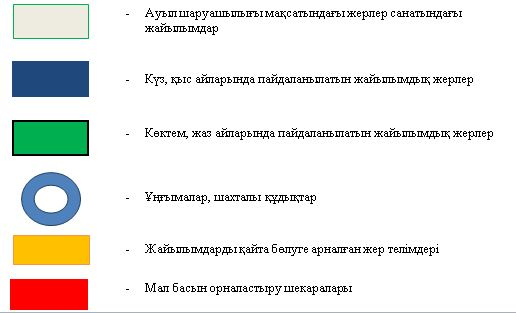 - Ауыл шаруашылығы мақсатындағы жерлер санатындағы
жайылымдар
- Күз, қыс айларында пайдаланылатын жайылымдық жерлер
- Көктем, жаз айларында пайдаланылатын жайылымдық жерлер
- Ұңғымалар, шахталы құдықтар
- Жайылымдарды қайта бөлуге арналған жер телімдері
- Мал басын орналастыру шекаралары